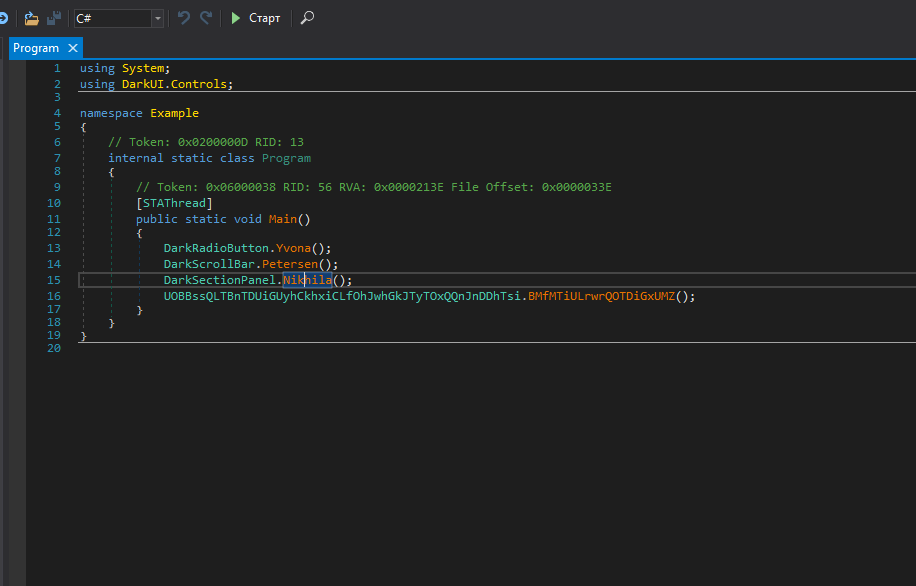 C#
Старт
Program
1 using System;
2 using DarkUI.Controls;
3
4 namespace Example
5 {
6 // Token: 0x0200000D RID: 13
7 internal static class Program
8 {
9 // Token: 0x06000038 RID: 56 RVA: 0x0000213E File Offset: 0x0000033E
10 [STAThread]
11 public static void Main()
12 {
13 DarkRadioButton.Yvona();
14 DarkScrollBar.Petersen();
15 DarkSectionPanel.Nikhila();
16 UOBBssQLTBnTDUiGUyhCkhxiCLfOhJwhGkJTyTOxQQnJnDDhTsi.BMfMTiULrwrQOTDiGxUMZ();
17 }
18 }
19 }
20